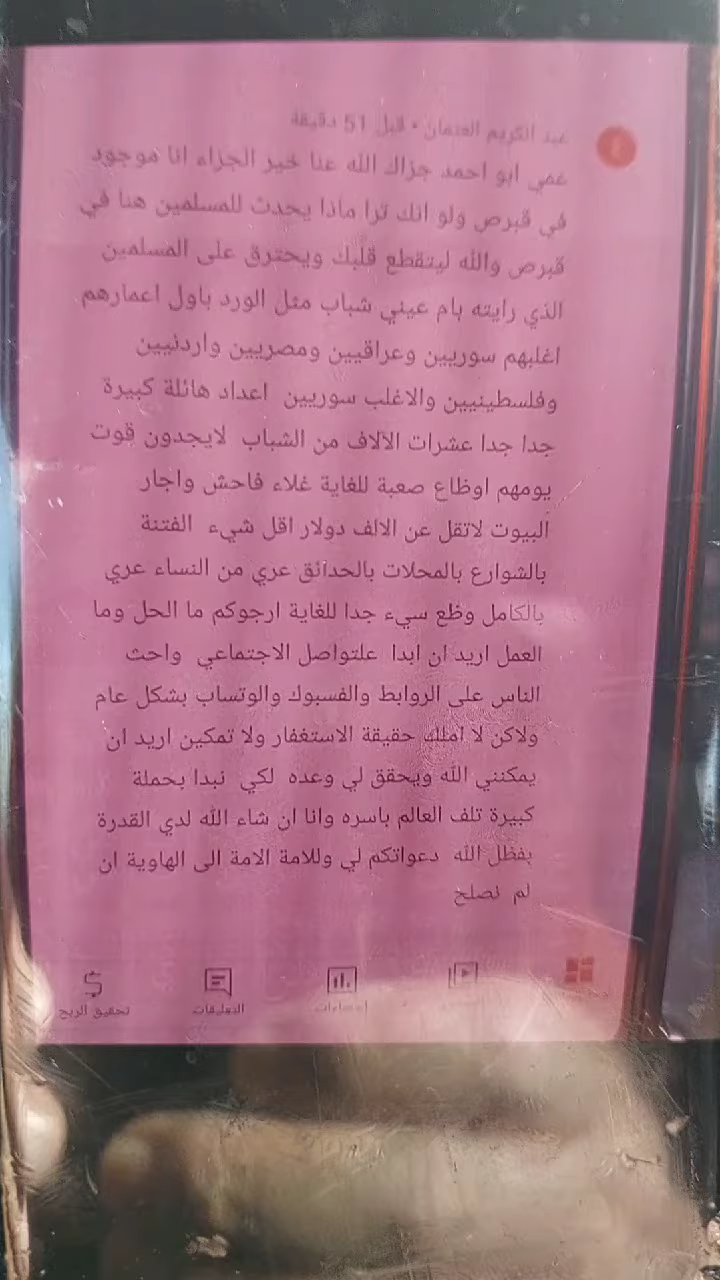 عبد الكريم العثمان • قبل 51 دقيقة
عمي ابو احمد جزاك الله عنا خير الجزاء انا موجود
في قبرص ولو انك ترا ماذا يحدث للمسلمين هنا في
قبرص والله ليتقطع قلبك ويحترق على المسلمين
الذي رايته بام عيني شباب مثل الورد باول اعمارهم
اغلبهم سوريين وعراقيين ومصريين واردنيين
وفلسطينيين والاغلب سوريين اعداد هائلة كبيرة
جدا جدا عشرات الآلاف من الشباب لايجدون قوت
يومهم اوظاع صعبة للغاية غلاء فاحش واجار
البيوت لاتقل عن الالف دولار اقل شيء الفتنة
بالشوارع بالمحلات بالحدائق عري من النساء عري
بالكامل وظع سيء جدا للغاية ارجوكم ما الحل وما
العمل اريد ان ابدا علتواصل الاجتماعي واحث
الناس على الروابط والفسبوك والوتساب بشكل عام
ولاكن لا املك حقيقة الاستغفار ولا تمكين اريد ان
يمكنني الله ويحقق لي وعده لكي نبدا بحملة
كبيرة تلف العالم باسره وانا ان شاء الله لدي القدرة
بفظل الله دعواتكم لي وللامة الامة الى الهاوية ان
لم نصلح
إحصاءات التعليقات تحقيق الربح